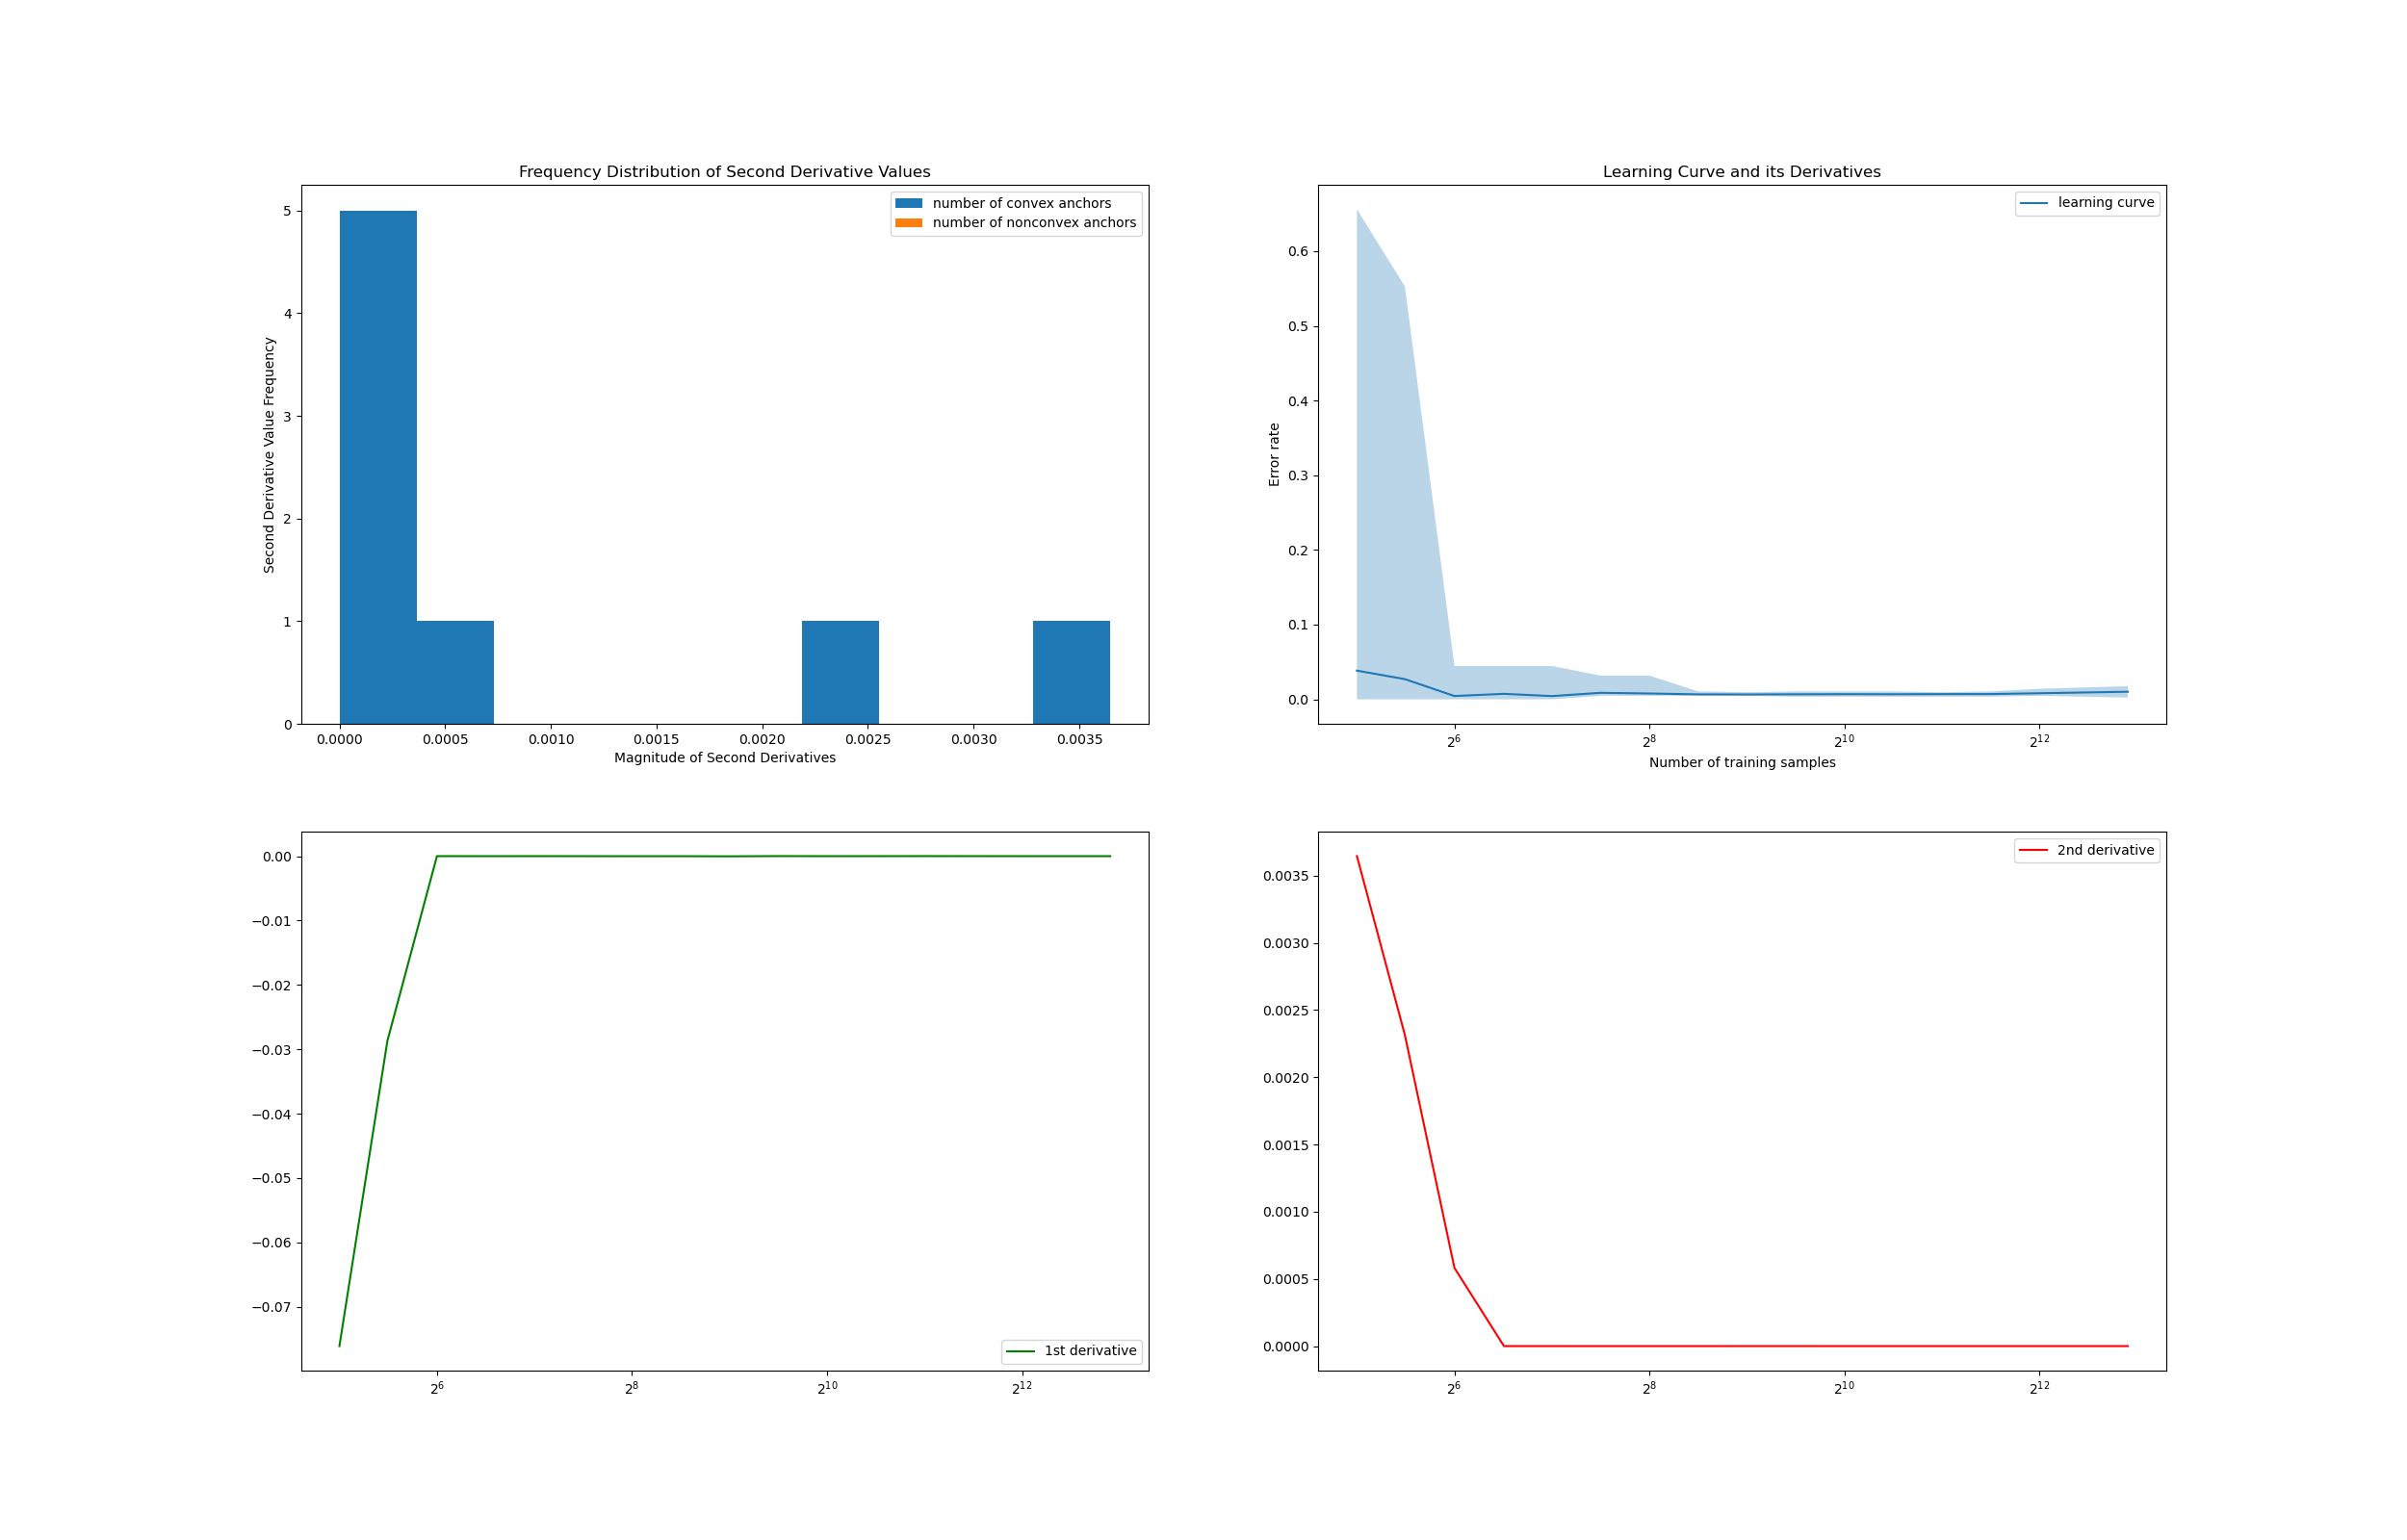 Frequency Distribution of Second Derivative Values
number of convex anchors
number of nonconvex anchors
5
4
3
2
1
0
Second Derivative Value Frequency
0.0000 0.0005 0.0010 0.0015 0.0020 0.0025 0.0030 0.0035
Magnitude of Second Derivatives
Learning Curve and its Derivatives
learning curve
0.6
0.5
0.4
0.3
0.2
0.1
0.0
Error rate
2^6 2^8 2^10 2^12
Number of training samples
0.00
−0.01
−0.02
−0.03
−0.04
−0.05
−0.06
−0.07
1st derivative
2^6 2^8 2^10 2^12
2nd derivative
0.0035
0.0030
0.0025
0.0020
0.0015
0.0010
0.0005
0.0000
2^6 2^8 2^10 2^12